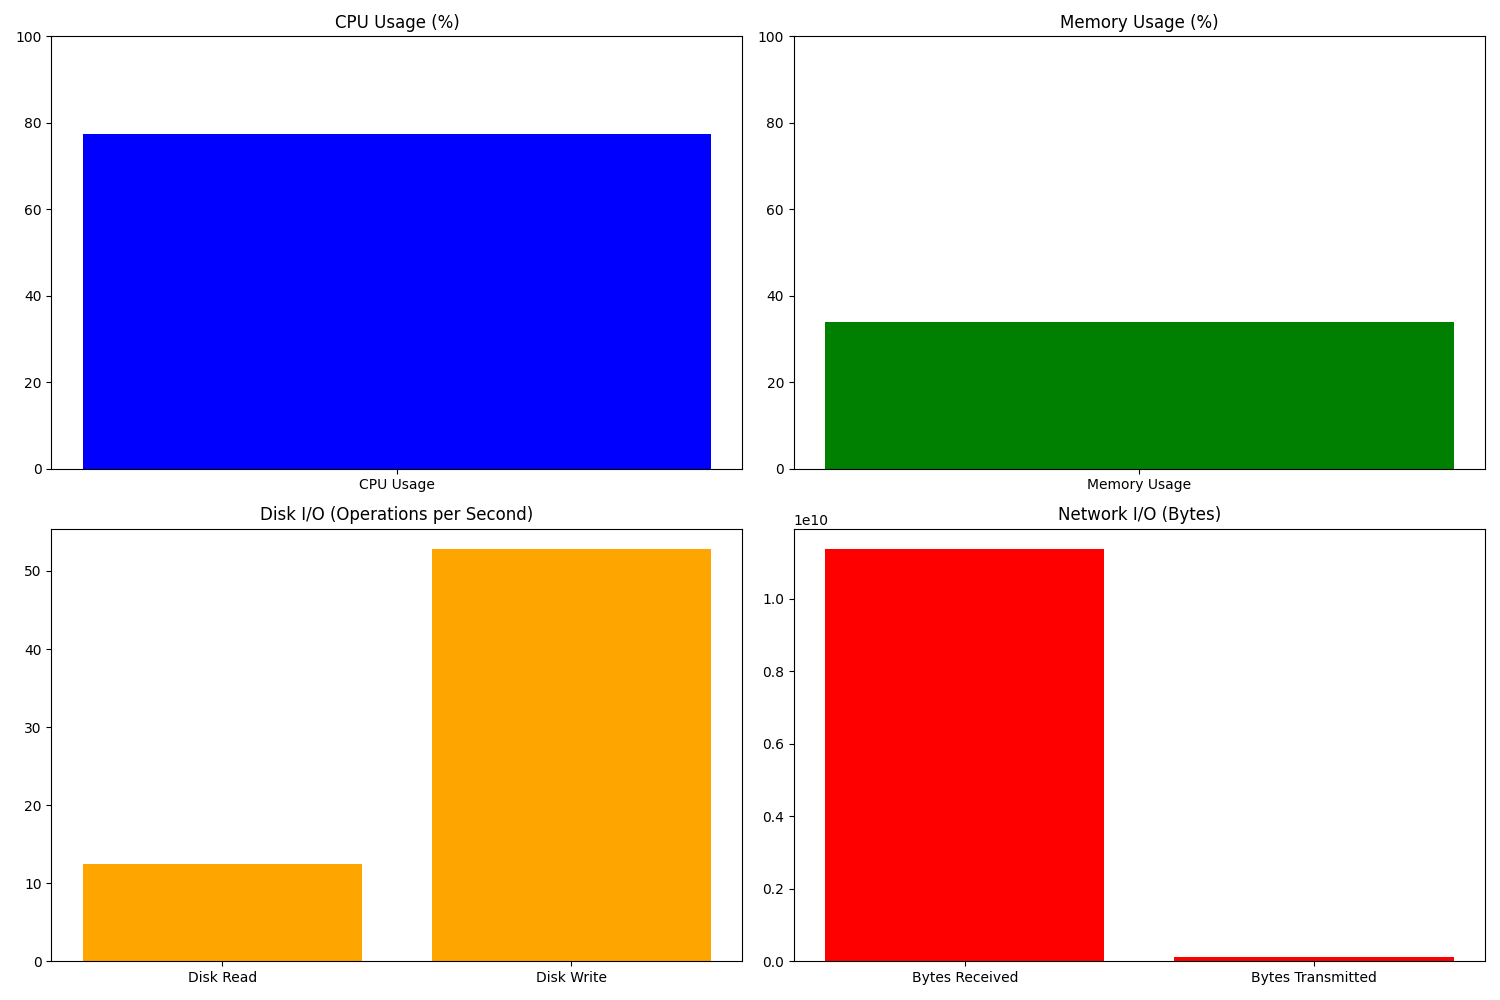 CPU Usage (%)
100
80
60
40
20
0
CPU Usage
Memory Usage (%)
100
80
60
40
20
0
Memory Usage
Disk I/O (Operations per Second)
50
40
30
20
10
0
Disk Read Disk Write
Network I/O (Bytes)
1e10
1.0
0.8
0.6
0.4
0.2
0.0
Bytes Received Bytes Transmitted